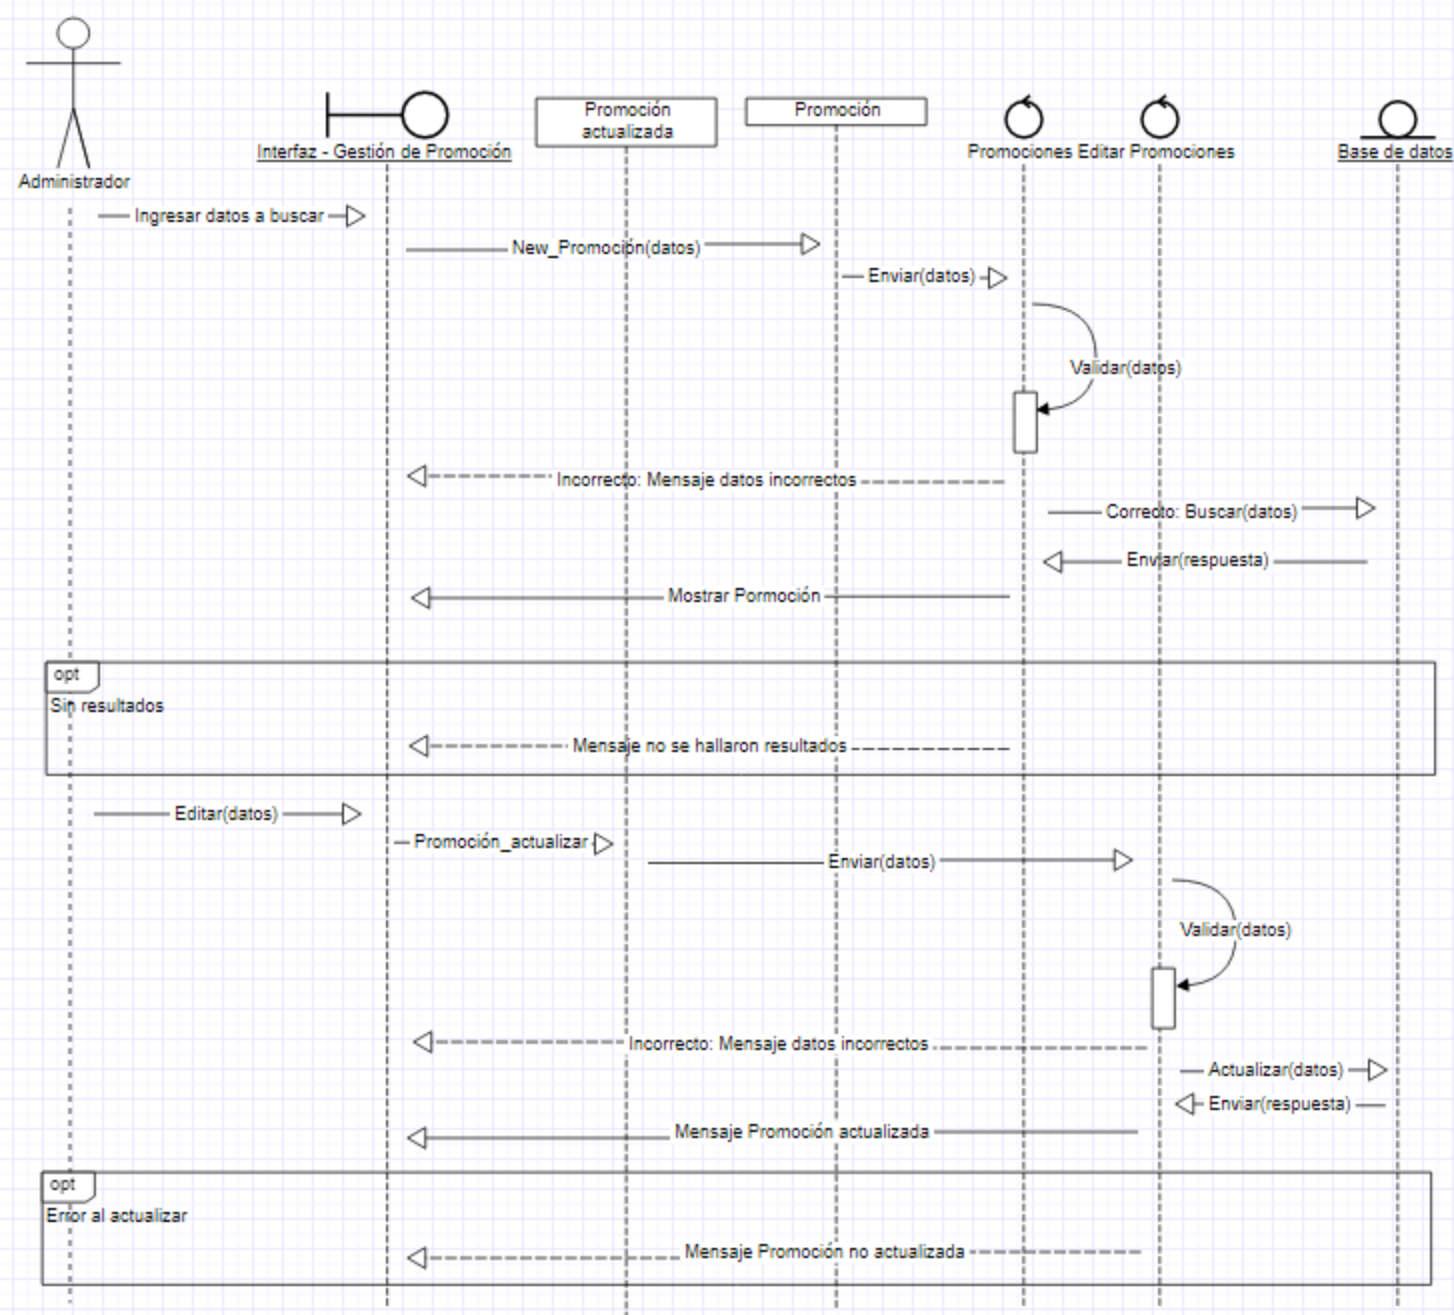 Promoción
actualizada
Promoción
Interfaz - Gestión de Promoción
Promociones
Editar Promociones
Base de datos
Administrador
Ingresar datos a buscar
New_Promoción(datos)
Enviar(datos)
Validar(datos)
Incorrecto: Mensaje datos incorrectos
Correcto: Buscar(datos)
Enviar(respuesta)
Mostrar Pormoción
opt
Sin resultados
Mensaje no se hallaron resultados
Editar(datos)
Promoción_actualizar
Enviar(datos)
Validar(datos)
Incorrecto: Mensaje datos incorrectos
Actualizar(datos)
Enviar(respuesta)
Mensaje Promoción actualizada
opt
Error al actualizar
Mensaje Promoción no actualizada